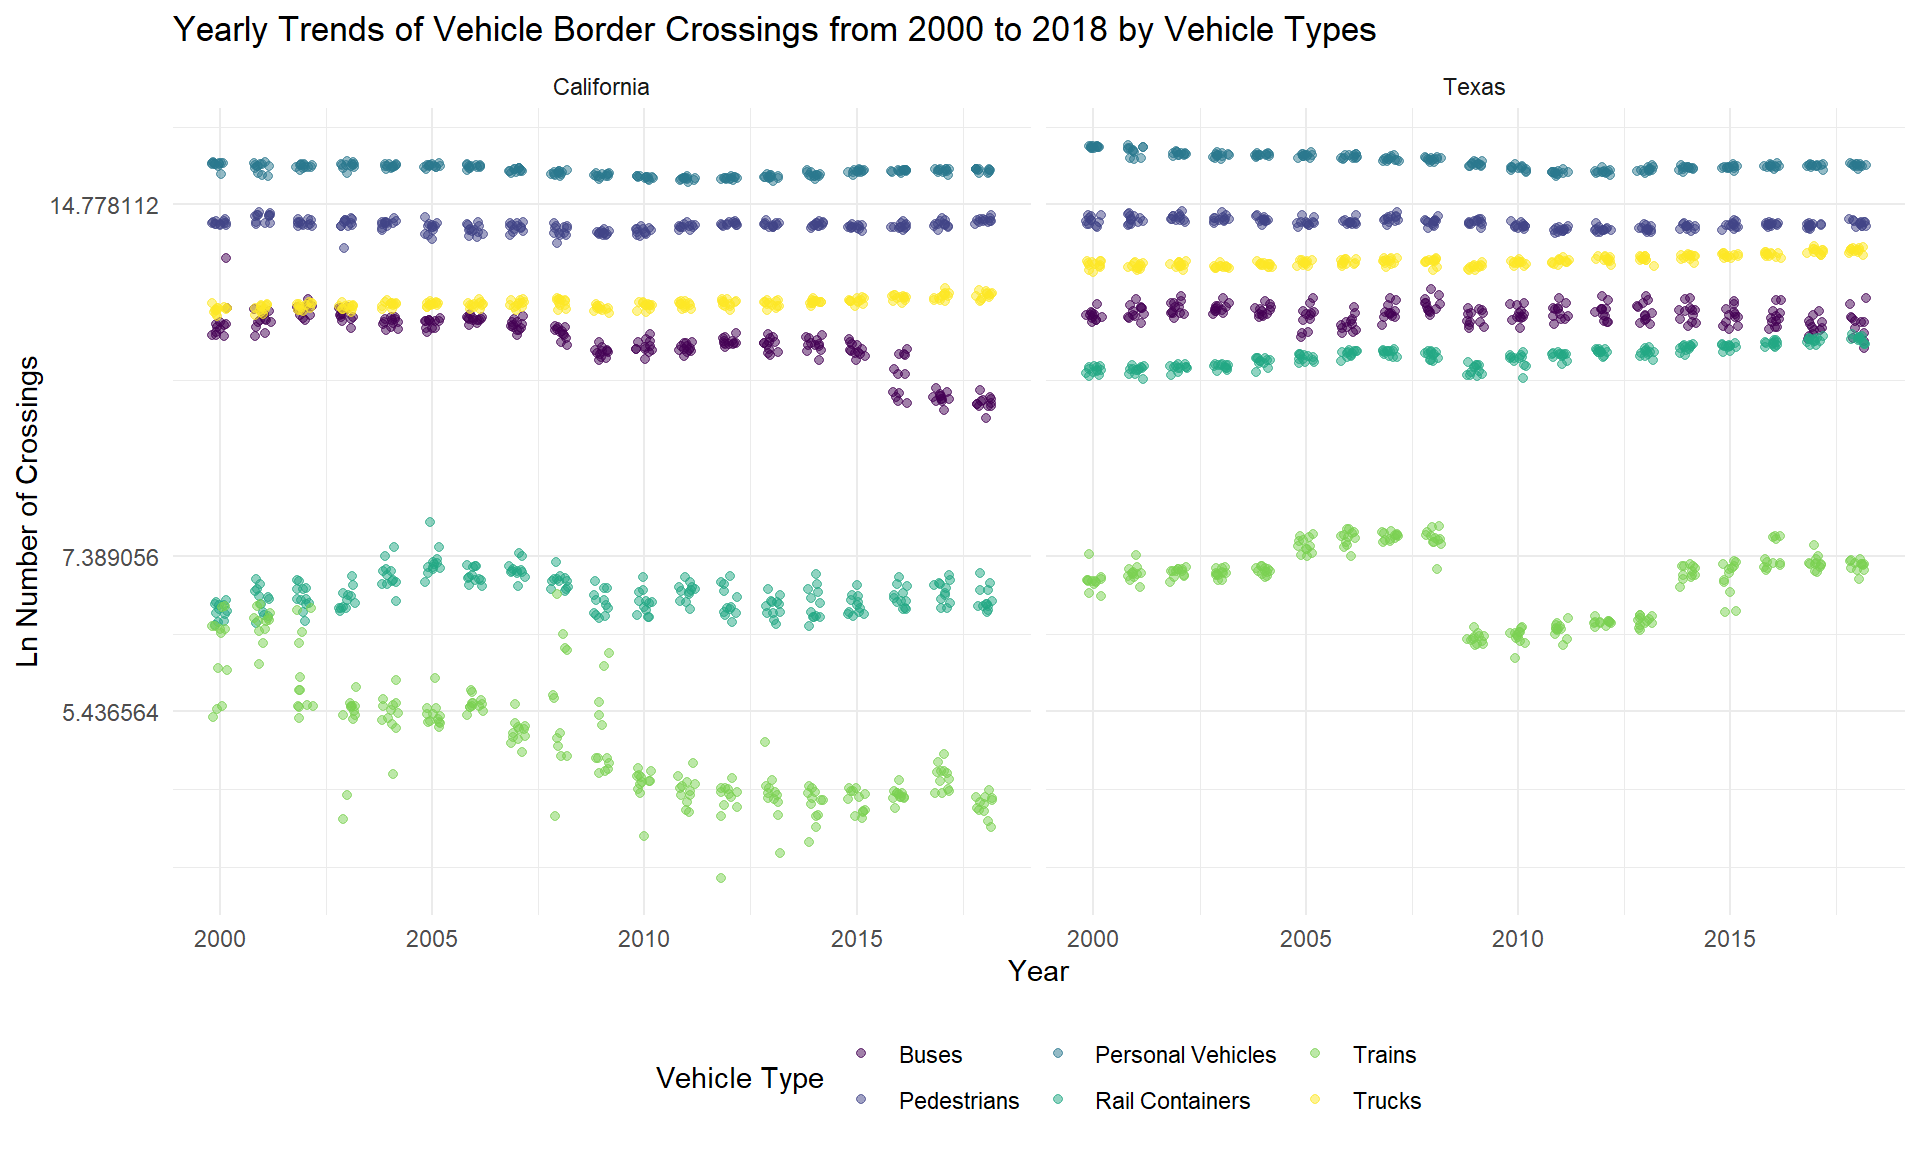 Yearly Trends of Vehicle Border Crossings from 2000 to 2018 by Vehicle Types
California
Texas
Ln Number of Crossings
14.778112
7.389056
5.436564
2000
2005
2010
2015
2000
2005
2010
2015
Year
Vehicle Type
Buses
Personal Vehicles
Trains
Pedestrians
Rail Containers
Trucks